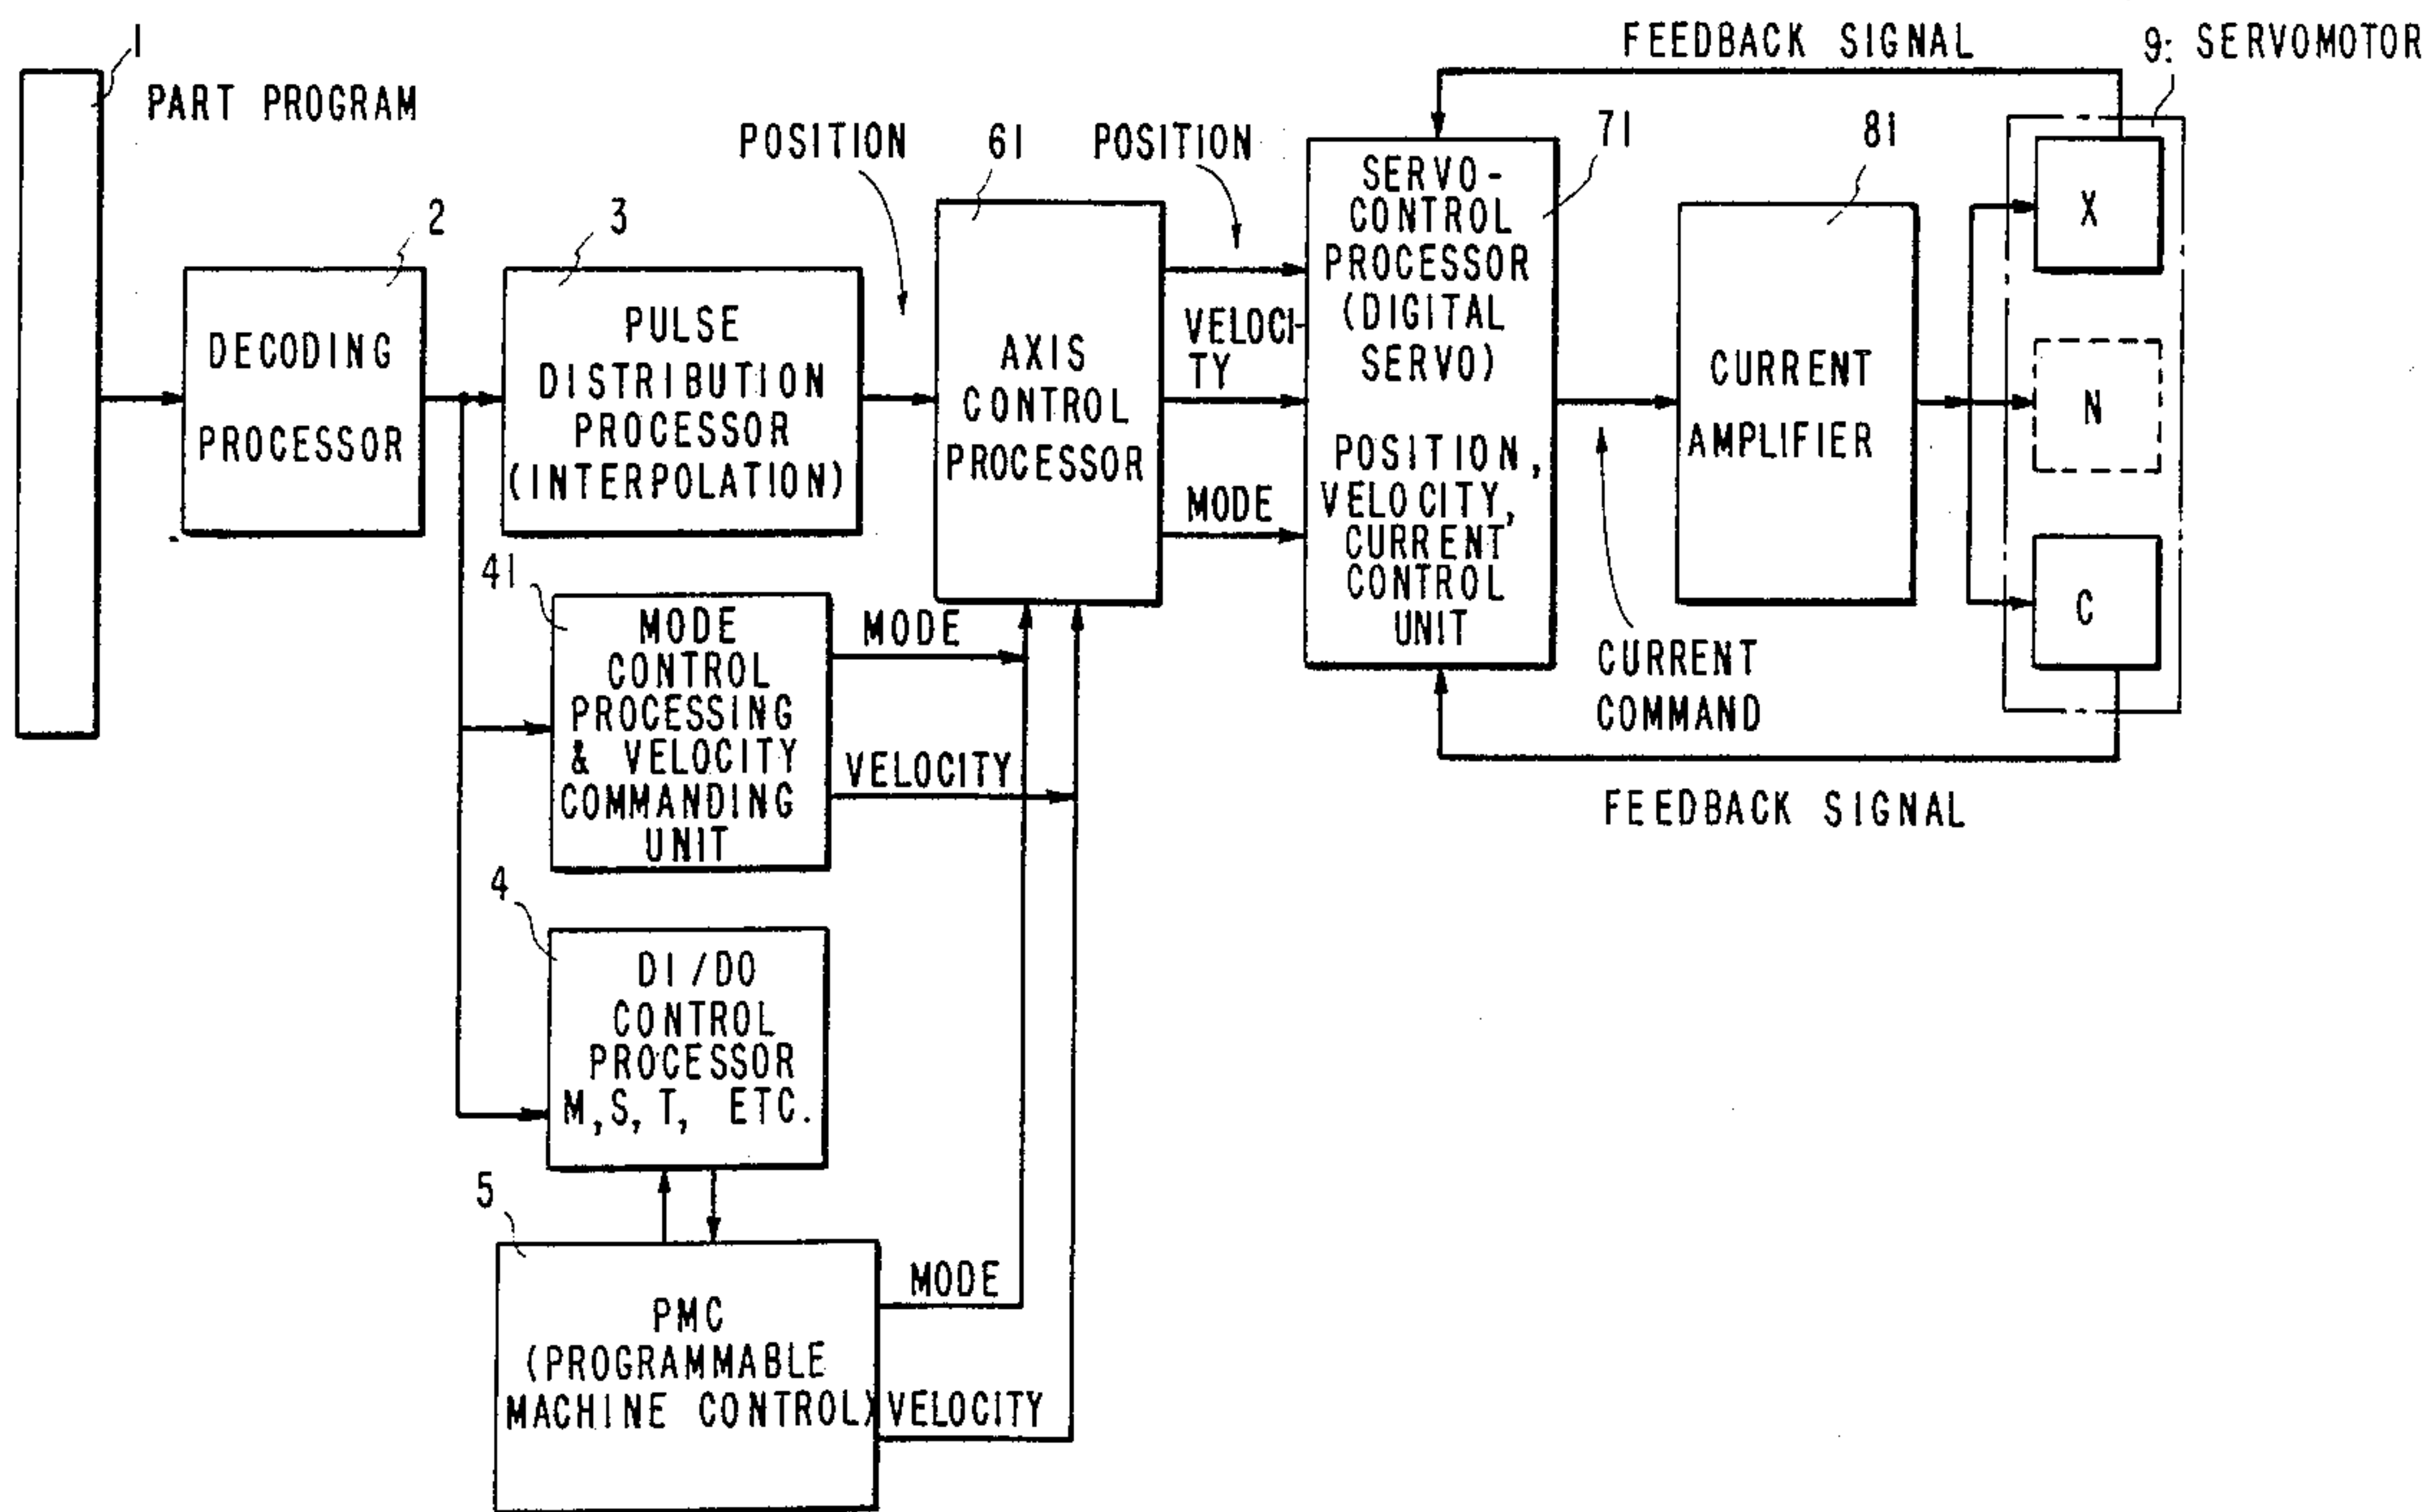 1
PART PROGRAM
2
DECODING
PROCESSOR
3
PULSE
DISTRIBUTION
PROCESSOR
(INTERPOLATION)
POSITION
61
AXIS
CONTROL
PROCESSOR
POSITION
VELOCI-
TY
MODE
FEEDBACK SIGNAL
71
SERVO-
CONTROL
PROCESSOR
(DIGITAL
SERVO)
POSITION,
VELOCITY,
CURRENT
CONTROL
UNIT
CURRENT
COMMAND
81
CURRENT
AMPLIFIER
9: SERVOMOTOR
X
N
C
FEEDBACK SIGNAL
41
MODE
CONTROL
PROCESSING
& VELOCITY
COMMANDING
UNIT
MODE
VELOCITY
4
DI/DO
CONTROL
PROCESSOR
M,S,T, ETC.
5
PMC
(PROGRAMMABLE
MACHINE CONTROL)
MODE
VELOCITY